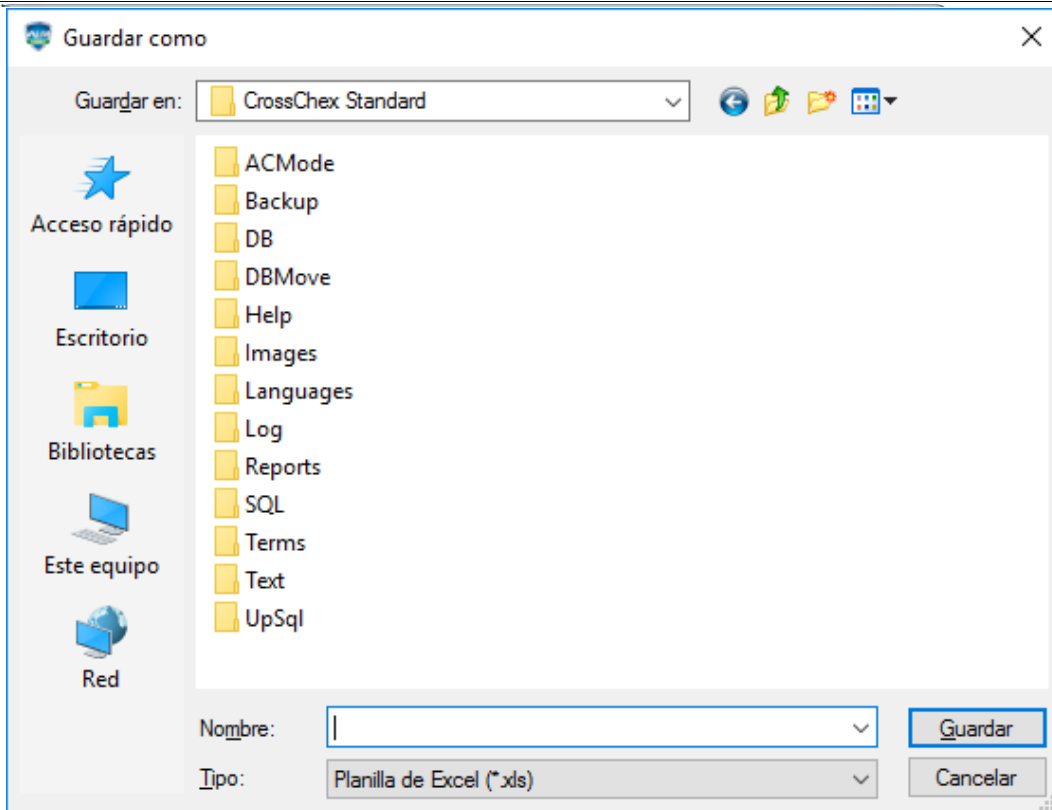 Guardar como
Guardar en: CrossChex Standard
Acceso rápido
Escritorio
Bibliotecas
Este equipo
Red
ACMode
Backup
DB
DBMove
Help
Images
Languages
Log
Reports
SQL
Terms
Text
UpSql
Nombre:
Guardar
Tipo: Planilla de Excel (*.xls)
Cancelar